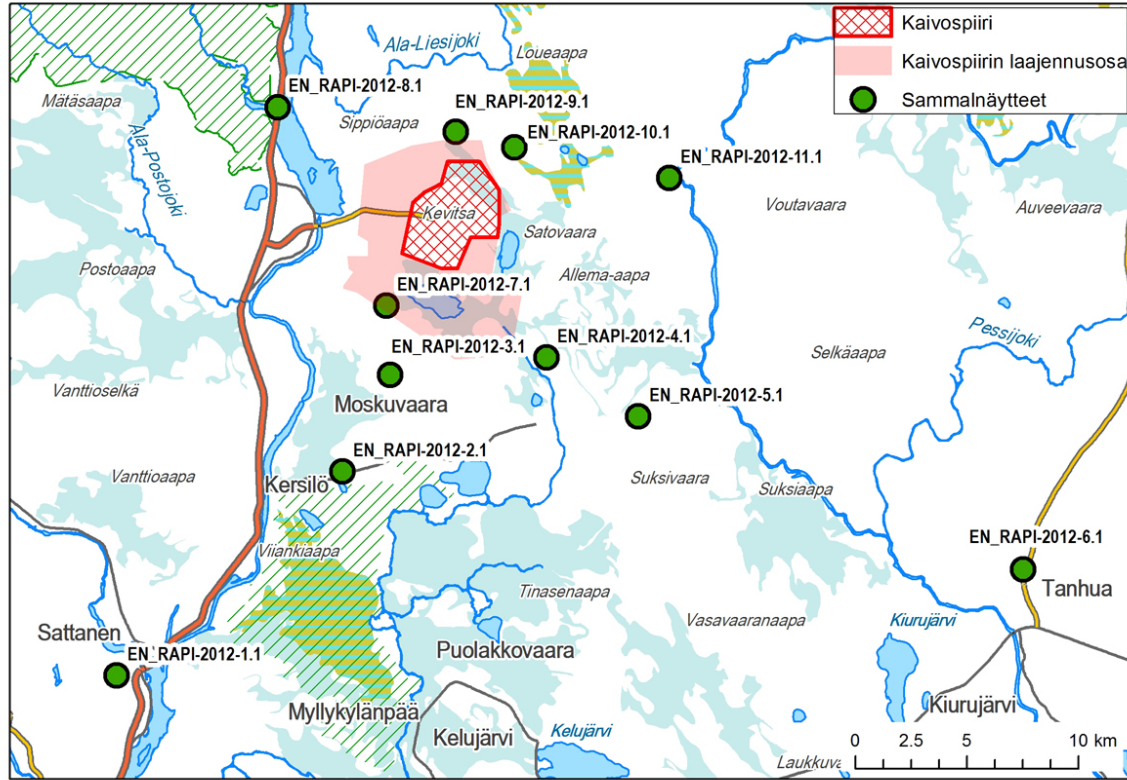 Kaivospiiri
Kaivospiirin laajennusosa
Sammalnäytteet
Ala-Liesijoki
Loueaapa
EN_RAPI-2012-8.1
Mätäsaapa
EN_RAPI-2012-9.1
Sippiöaapa
EN_RAPI-2012-10.1
Ala-Postojoki
EN_RAPI-2012-11.1
Voutavaara
Auveevaara
Kevitsa
Satovaara
Postoaapa
Allema-aapa
EN_RAPI-2012-7.1
EN_RAPI-2012-4.1
Pessijoki
EN_RAPI-2012-3.1
Selkäaapa
Vanttioselkä
Moskuvaara
EN_RAPI-2012-5.1
EN_RAPI-2012-2.1
Vanttioaapa
Kersilö
Suksivaara
Suksiaapa
EN_RAPI-2012-6.1
Viiankiaapa
Tinasenaapa
Tanhua
Vasavaaranaapa
Kiurujärvi
Sattanen
EN_RAPI-2012-1.1
Puolakkovaara
Myllykylänpää
Kiurujärvi
Kelujärvi
Kelujärvi
0 2.5 5 10 km
Laukkuva